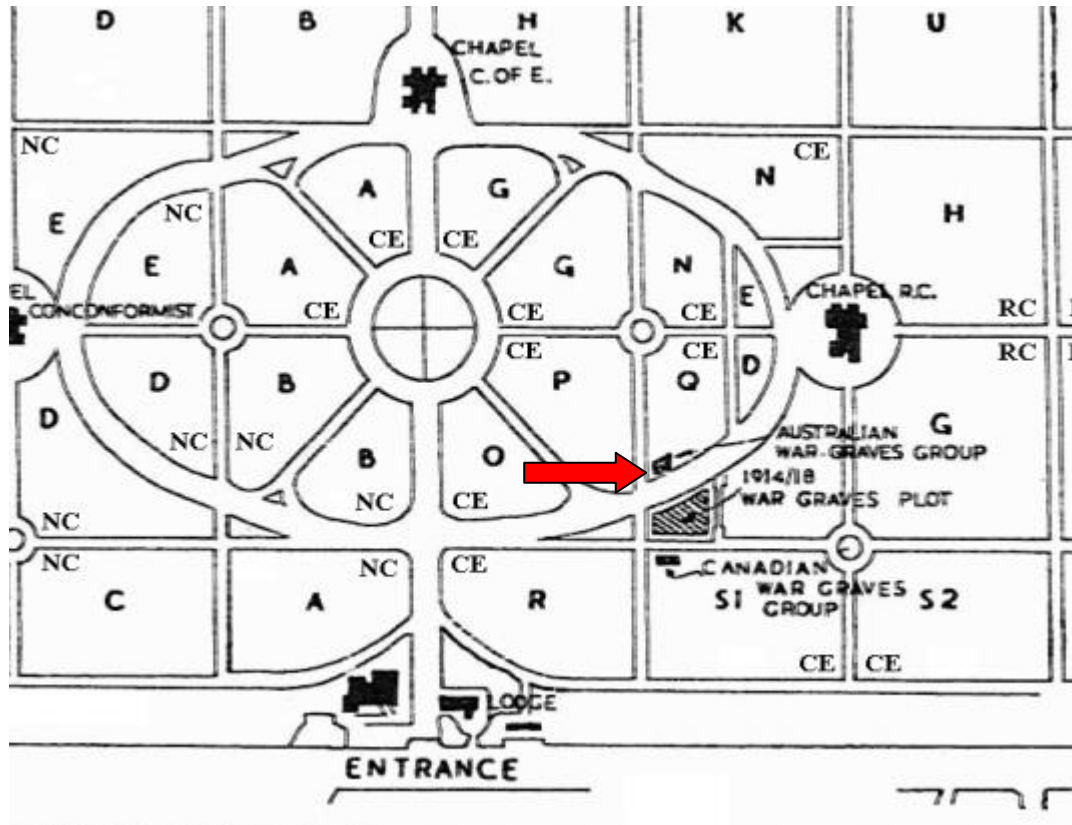 D B H K U
CHAPEL
C. OF E.
NC CE
N
A G
E NC H
CE CE
E A G N
E
EL CHAPEL R.C.
CONCONFORMIST CE CE CE RC
CE CE RC
D B P Q D
D G
NC NC AUSTRALIAN
B O WAR-GRAVES GROUP
1914/18
NC CE WAR GRAVES PLOT
NC
NC NC CE CANADIAN
C A R S1 WAR GRAVES S2
GROUP
CE CE
LODGE
ENTRANCE